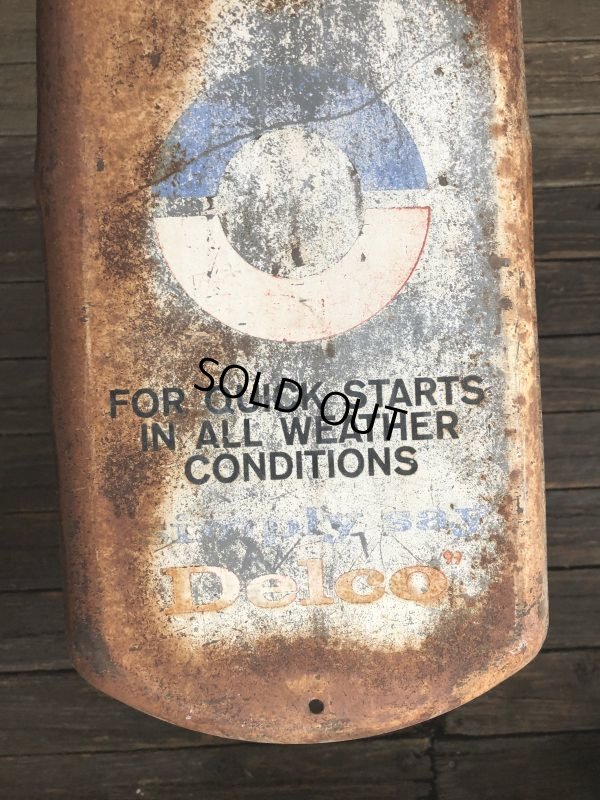 FOR QUICK STARTS
IN ALL WEATHER
CONDITIONS
SOLD OUT
simply say
Delco"